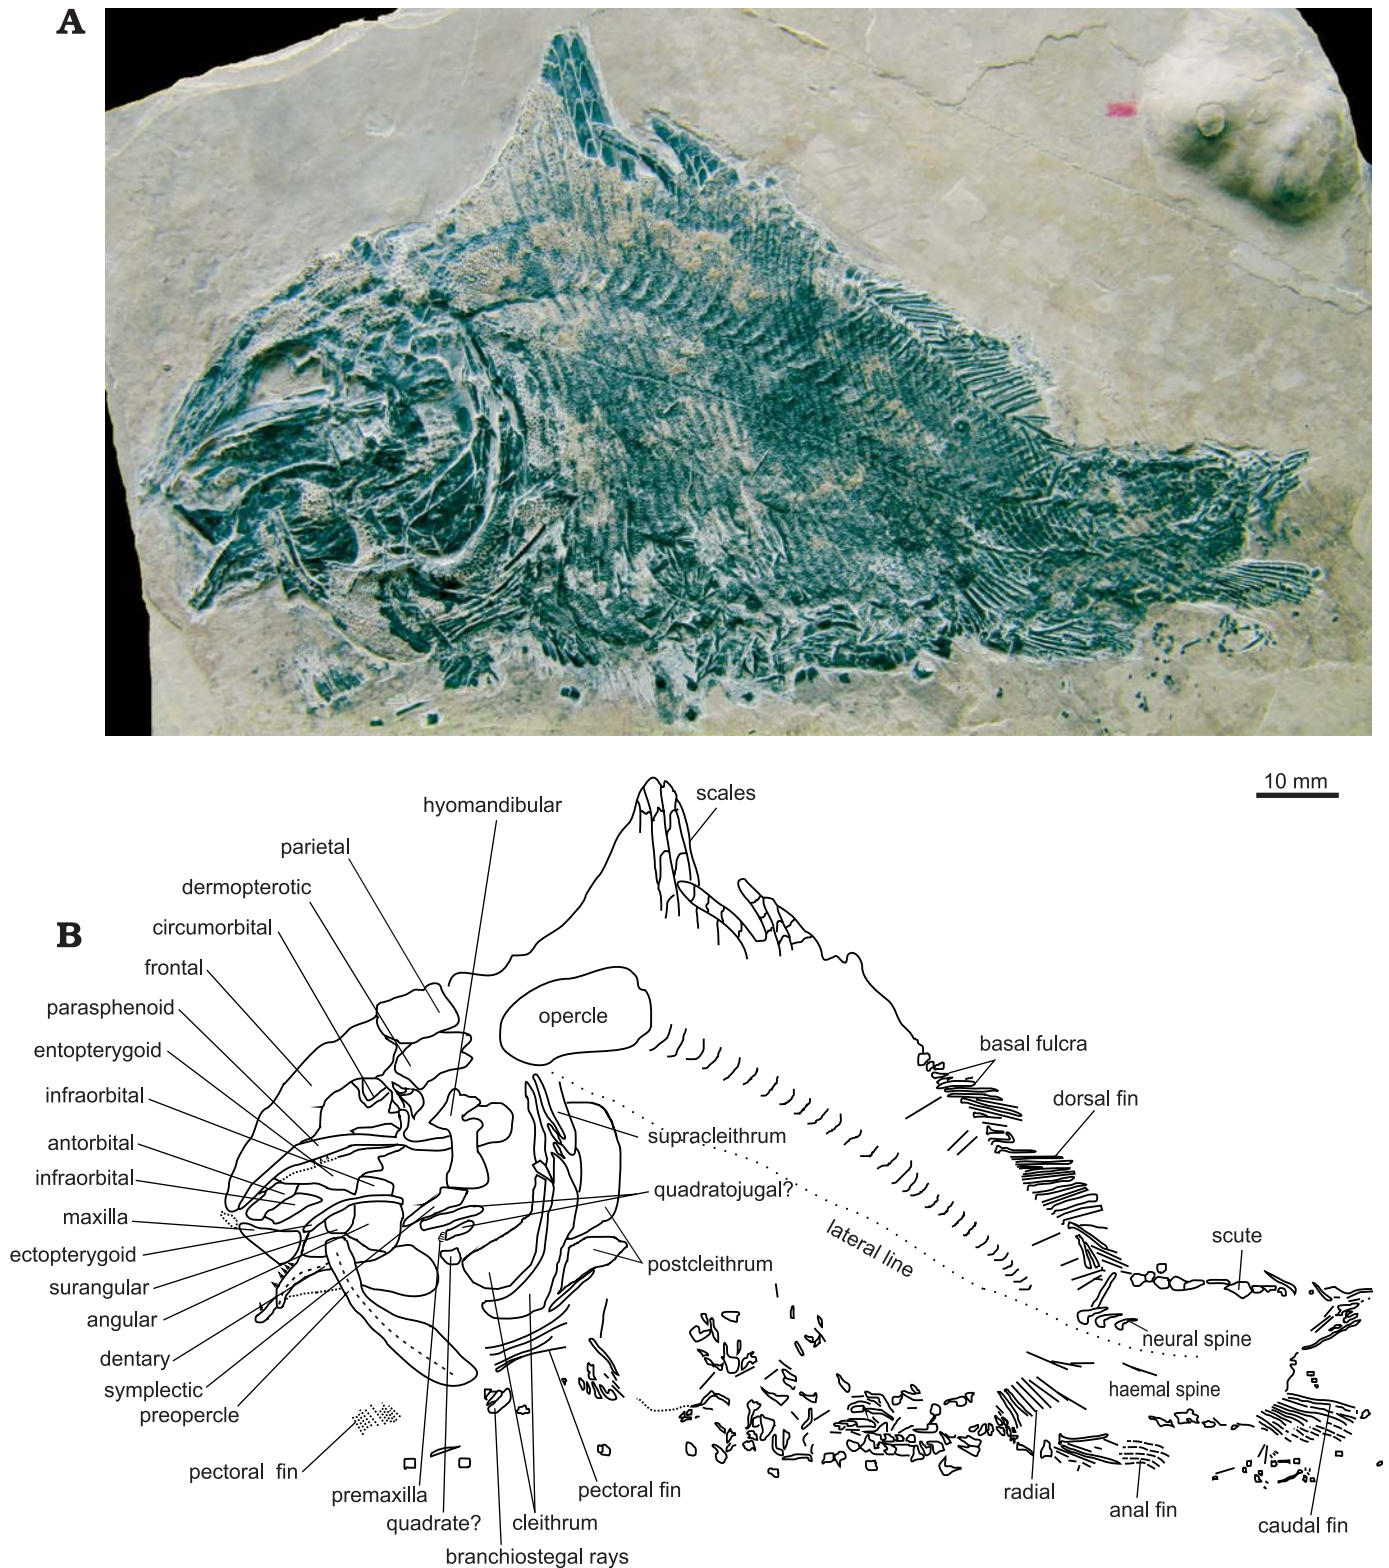 A
10 mm
hyomandibular
scales
parietal
dermopterotic
circumorbital
B
frontal
parasphenoid
opercle
entopterygoid
basal fulcra
infraorbital
dorsal fin
antorbital
supracleithrum
infraorbital
quadratojugal?
maxilla
lateral line
scute
ectopterygoid
postcleithrum
surangular
angular
neural spine
dentary
haemal spine
symplectic
preopercle
pectoral fin
premaxilla
pectoral fin
radial
anal fin
quadrate?
cleithrum
caudal fin
branchiostegal rays